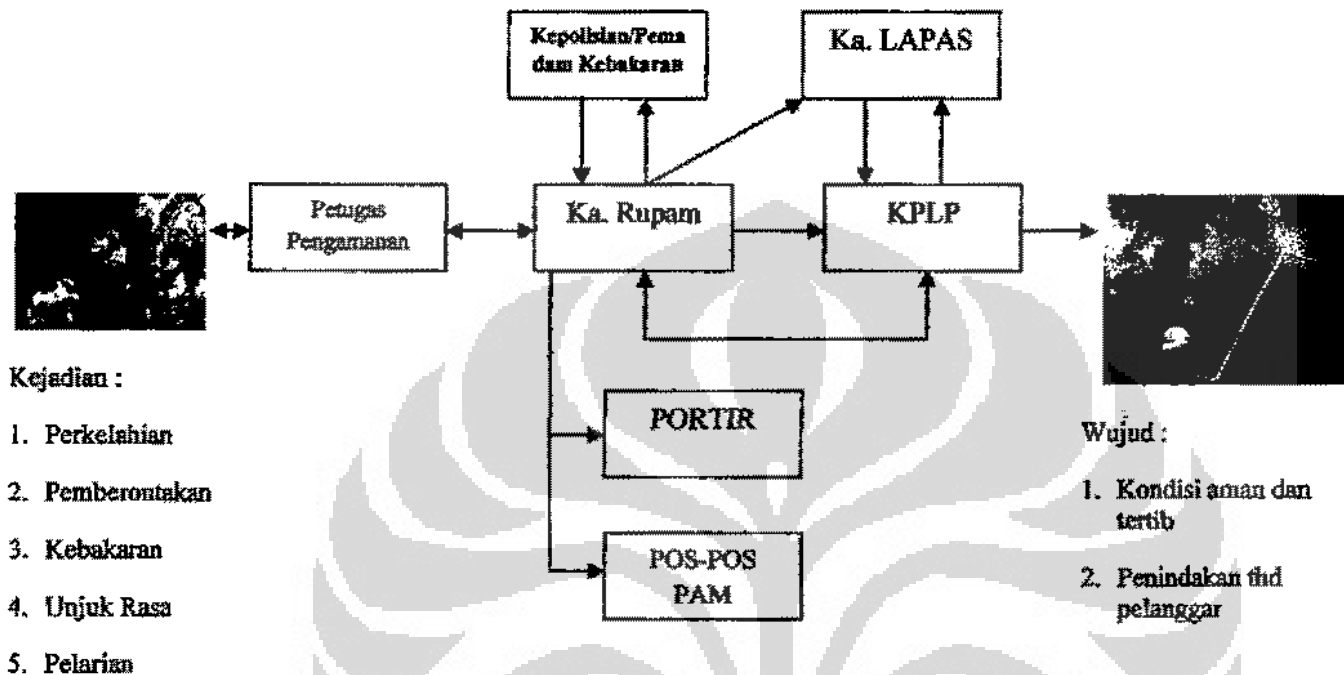 Kepolisian/Pema
dam Kebakaran
Ka. LAPAS
Petugas
Pengamanan
Ka. Rupam
KPLP
PORTIR
POS-POS
PAM
Kejadian :
1. Perkelahian
2. Pemberontakan
3. Kebakaran
4. Unjuk Rasa
5. Pelarian
Wujud :
1. Kondisi aman dan
tertib
2. Penindakan thd
pelanggar